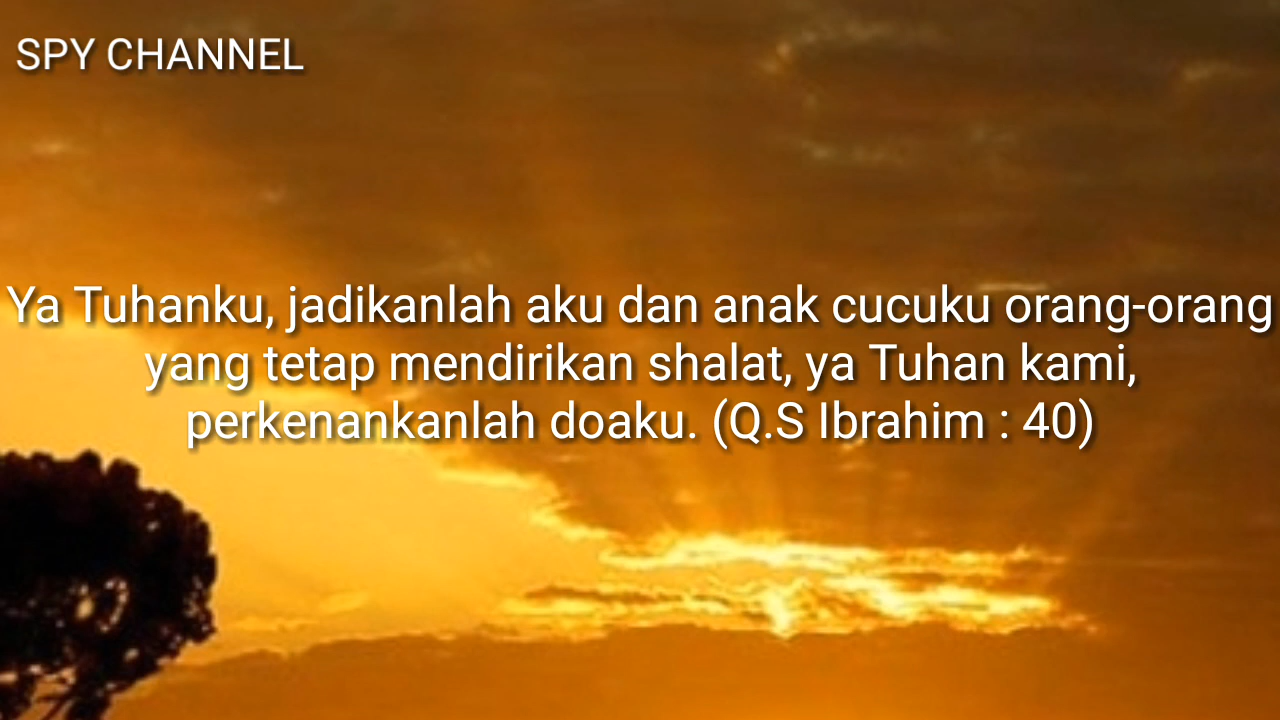 SPY CHANNEL
Ya Tuhanku, jadikanlah aku dan anak cucuku orang-orang
yang tetap mendirikan shalat, ya Tuhan kami,
perkenankanlah doaku. (Q.S Ibrahim : 40)